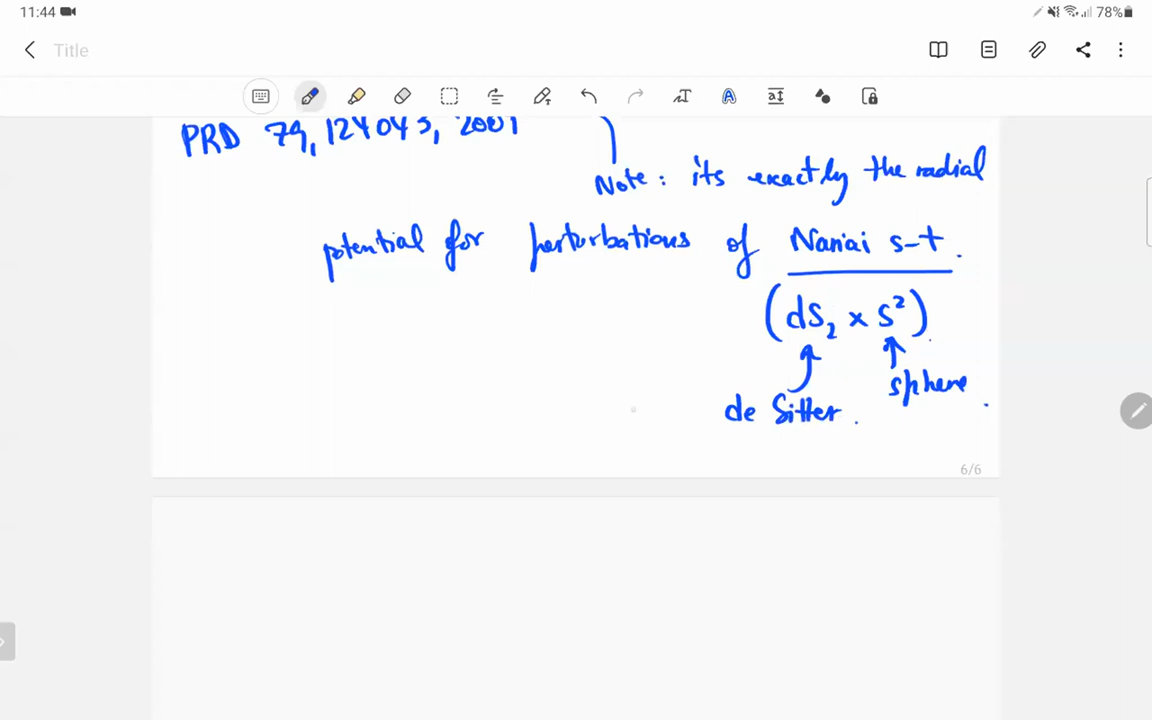 11:44
78%
Title
PRD 79, 124043, 2009
Note: its exactly the radial
potential for perturbations of Nariai s-t.
(dS₂ × S²)
sphere.
de Sitter.
6/6